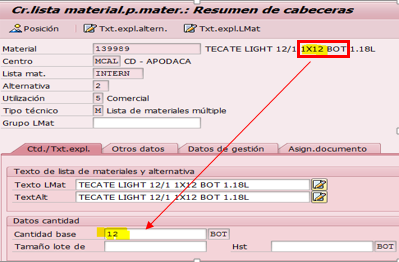 Cr.lista material.p.mater.: Resumen de cabeceras
Posición Txt.expl.altern. Txt.expl.LMat
Material 139989 TECATE LIGHT 12/1 1X12 BOT 1.18L
Centro MCAL CD - APODACA
Lista mat. INTERN
Alternativa 2
Utilización 5 Comercial
Tipo técnico M Lista de materiales múltiple
Grupo LMat
Ctd./Txt.expl. Otros datos Datos de gestión Asign.documento
Texto de lista de materiales y alternativa
Texto LMat TECATE LIGHT 12/1 1X12 BOT 1.18L
TextAlt TECATE LIGHT 12/1 1X12 BOT 1.18L
Datos cantidad
Cantidad base 12 BOT
Tamaño lote de Hst BOT